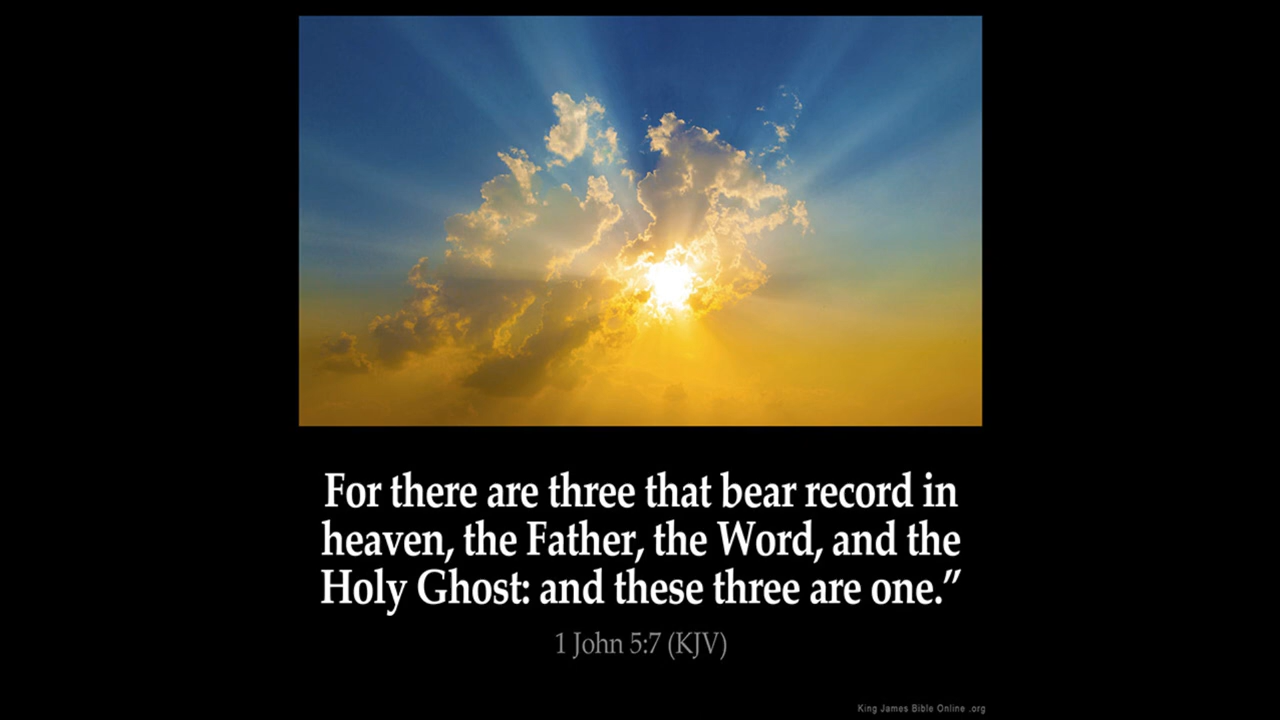 For there are three that bear record in
heaven, the Father, the Word, and the
Holy Ghost: and these three are one.”
1 John 5:7 (KJV)
King James Bible Online .org